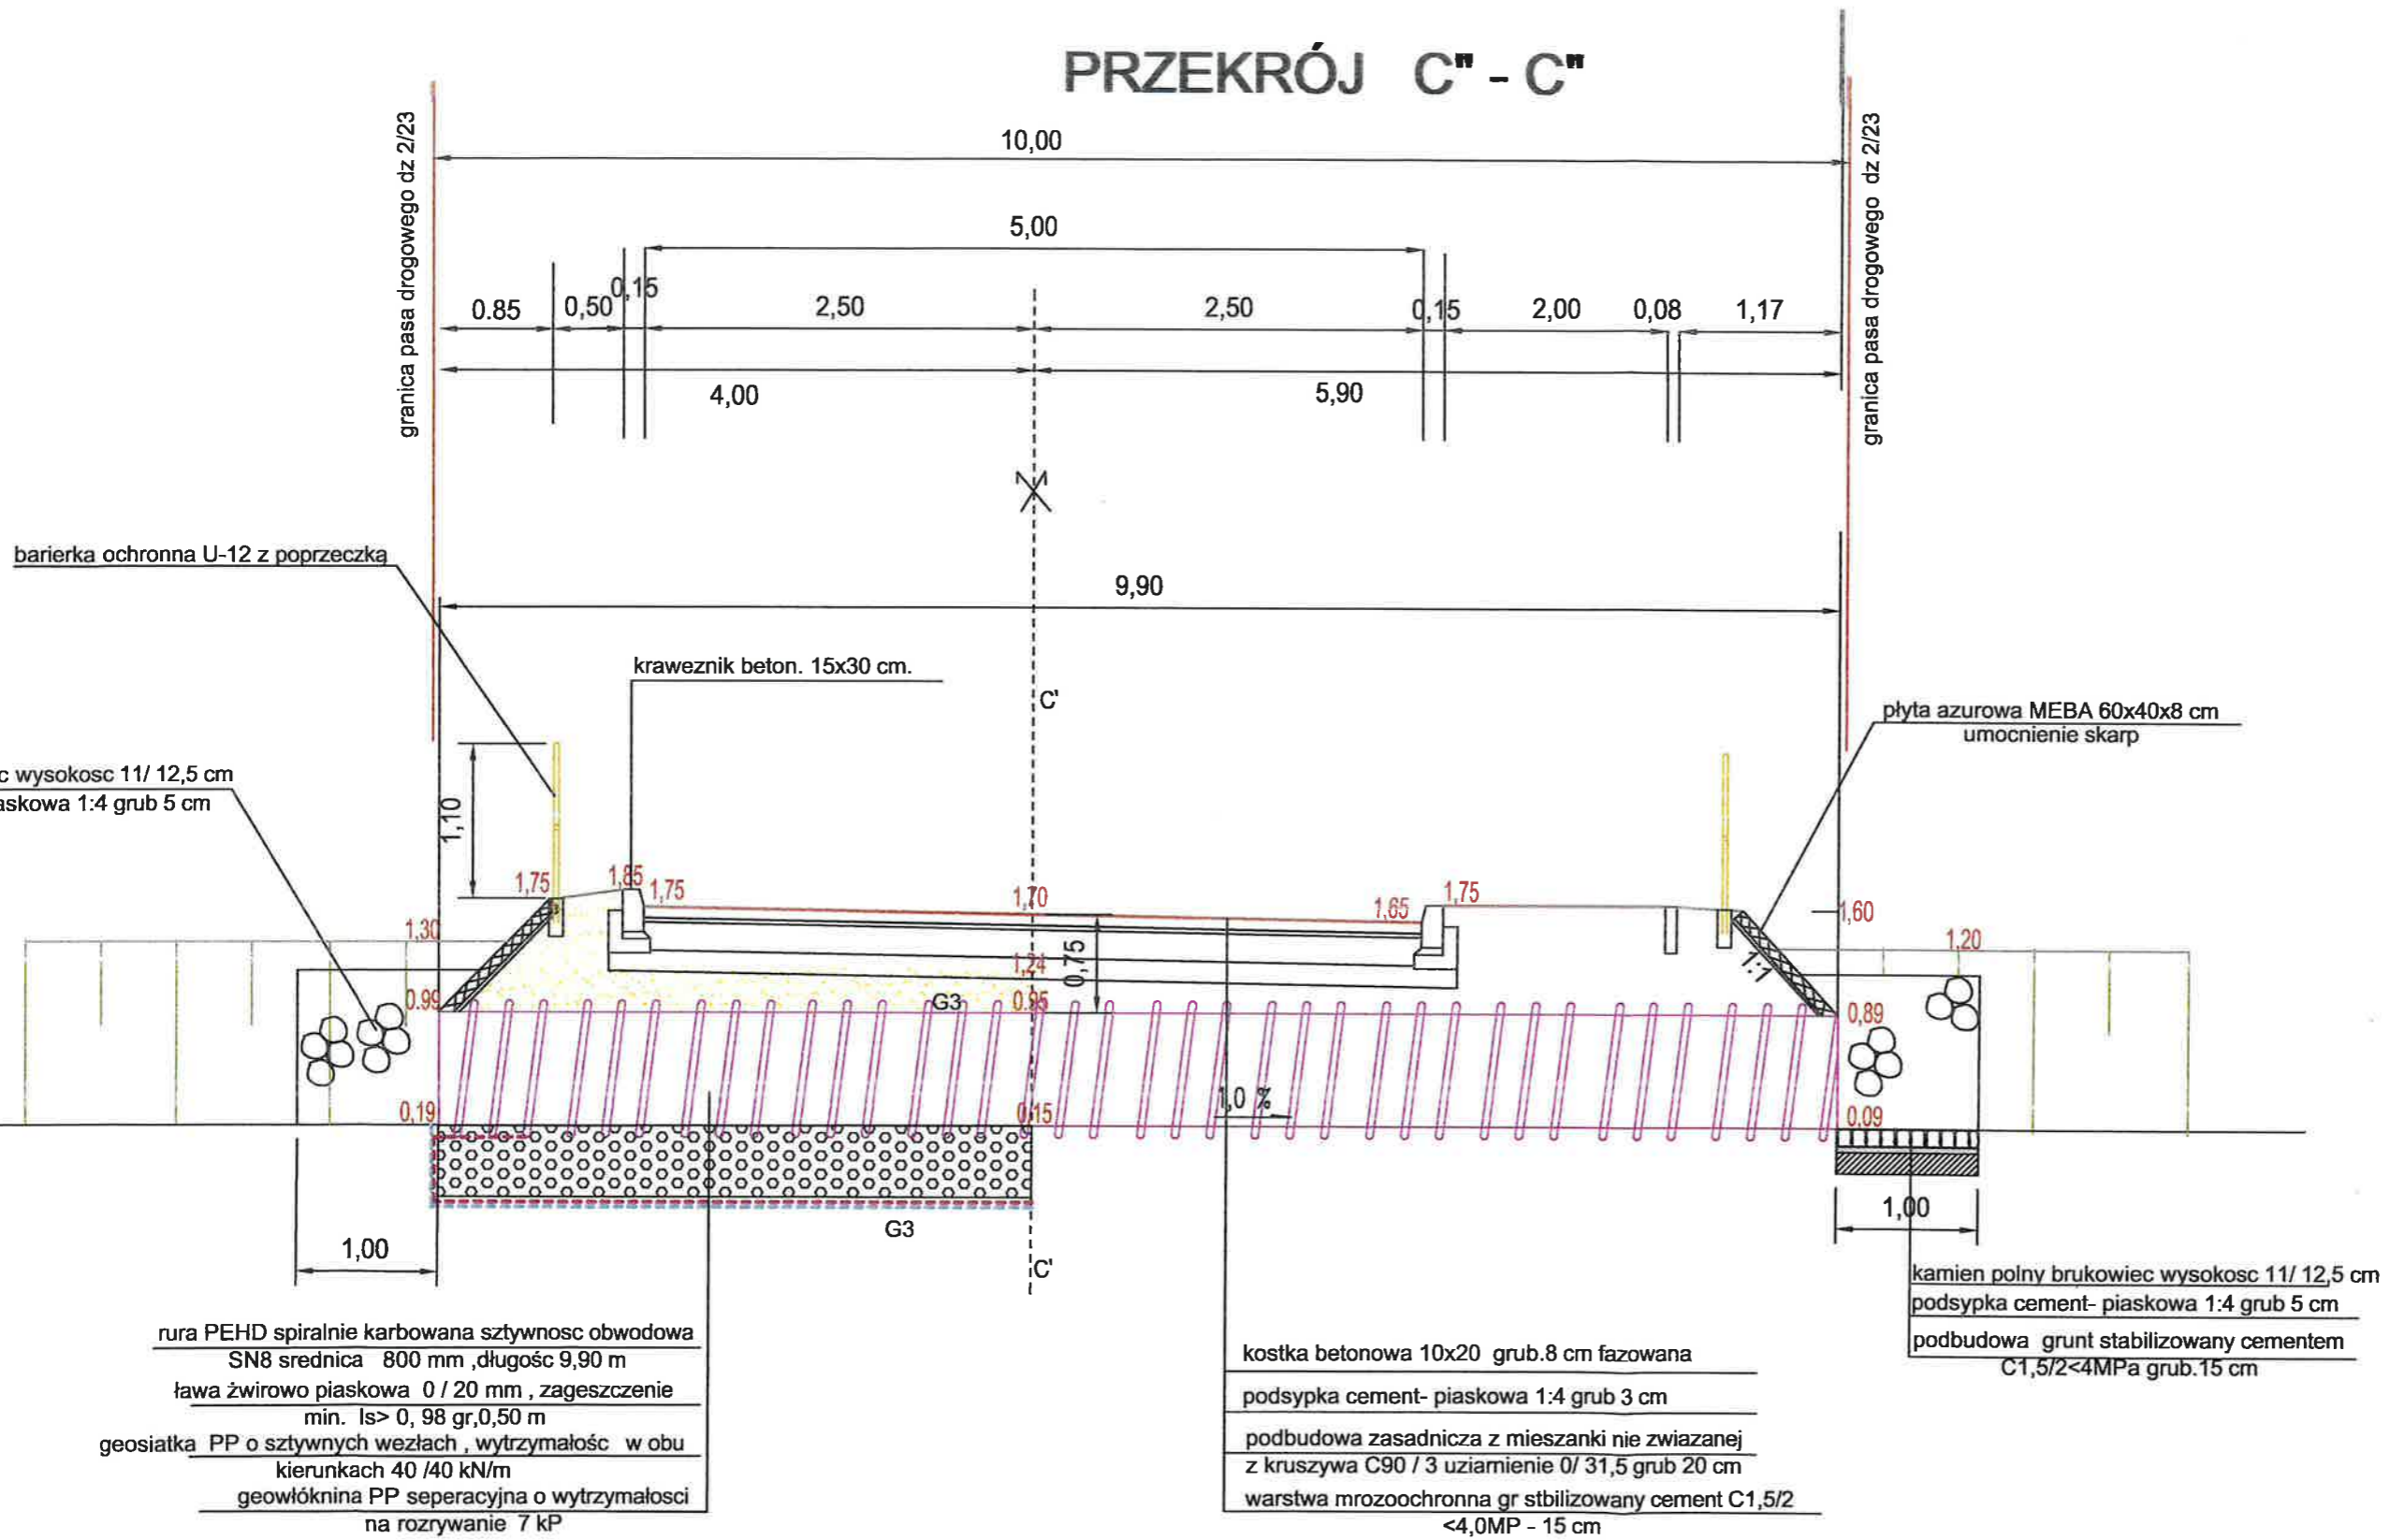 PRZEKRÓJ C" - C"
granica pasa drogowego dz 2/23
granica pasa drogowego dz 2/23
10,00
5,00
0.85
0,50
0,15
2,50
2,50
0,15
2,00
0,08
1,17
4,00
5,90
barierka ochronna U-12 z poprzeczką
9,90
kraweznik beton. 15x30 cm.
C'
płyta azurowa MEBA 60x40x8 cm
umocnienie skarp
wysokosc 11/ 12,5 cm
1:4 grub 5 cm
1,10
1,75
1,85
1,75
1,70
1,65
1,75
1,60
1,30
1,20
0,75
1,24
1:1
0.99
G3
0.95
0,89
0,19
0,15
1,0 %
0,09
G3
1,00
1,00
C'
rura PEHD spiralnie karbowana sztywnosc obwodowa
SN8 srednica 800 mm ,długośc 9,90 m
ława żwirowo piaskowa 0 / 20 mm , zageszczenie
min. Is> 0, 98 gr,0,50 m
geosiatka PP o sztywnych wezłach , wytrzymałośc w obu
kierunkach 40 /40 kN/m
geowłóknina PP seperacyjna o wytrzymałosci
na rozrywanie 7 kP
kostka betonowa 10x20 grub.8 cm fazowana
podsypka cement- piaskowa 1:4 grub 3 cm
podbudowa zasadnicza z mieszanki nie zwiazanej
z kruszywa C90 / 3 uziarnienie 0/ 31,5 grub 20 cm
warstwa mrozoochronna gr stbilizowany cement C1,5/2
<4,0MP - 15 cm
kamien polny brukowiec wysokosc 11/ 12,5 cm
podsypka cement- piaskowa 1:4 grub 5 cm
podbudowa grunt stabilizowany cementem
C1,5/2<4MPa grub.15 cm